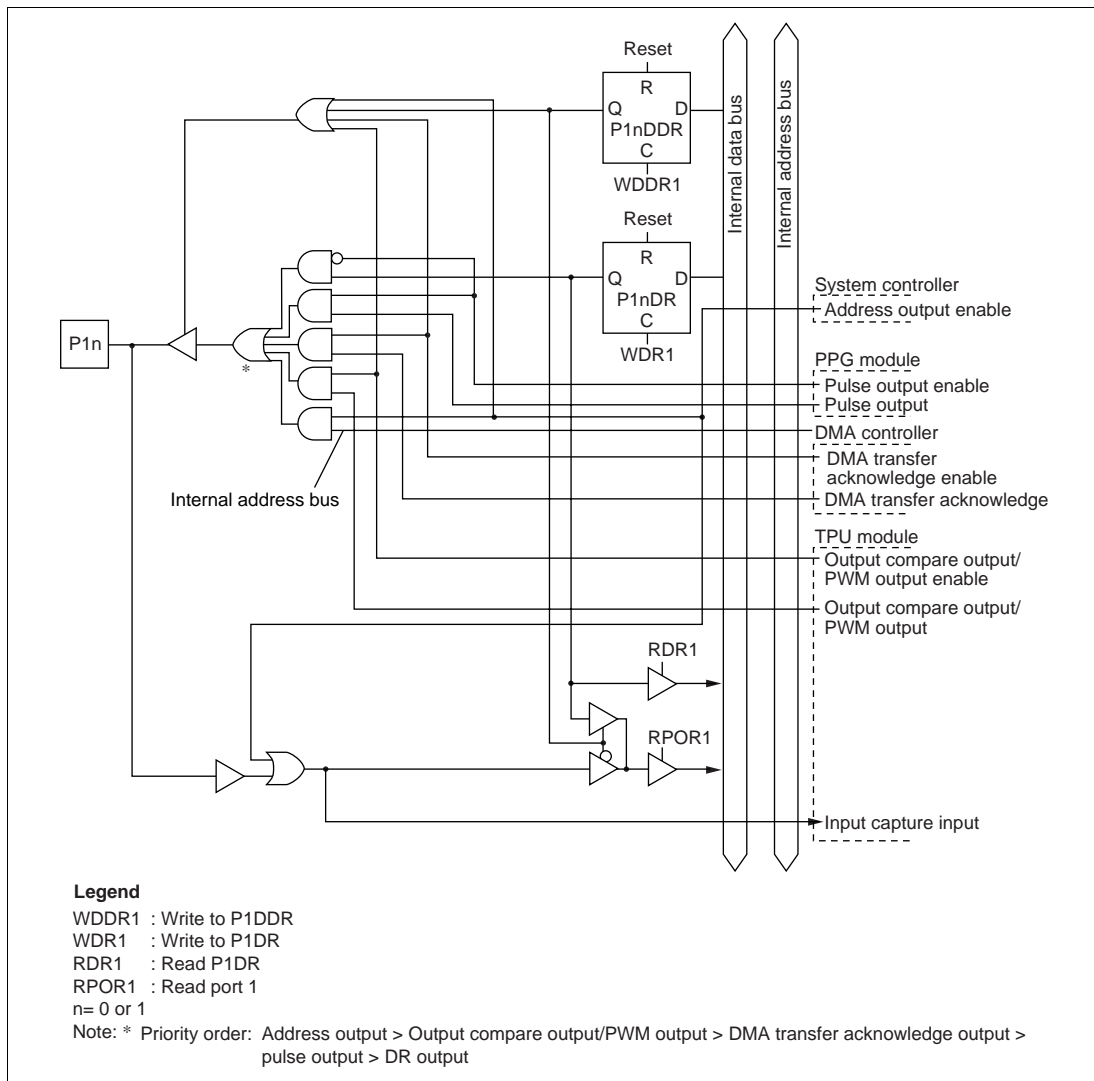 Reset
R
Q D
P1nDDR
C
WDDR1
Reset
R
Q D
P1nDR
C
WDR1
Internal data bus
Internal address bus
System controller
Address output enable
PPG module
Pulse output enable
Pulse output
DMA controller
DMA transfer
acknowledge enable
DMA transfer acknowledge
TPU module
Output compare output/
PWM output enable
Output compare output/
PWM output
Input capture input
P1n
*
Internal address bus
RDR1
RPOR1
Legend
WDDR1 : Write to P1DDR
WDR1 : Write to P1DR
RDR1 : Read P1DR
RPOR1 : Read port 1
n= 0 or 1
Note: * Priority order: Address output > Output compare output/PWM output > DMA transfer acknowledge output >
pulse output > DR output